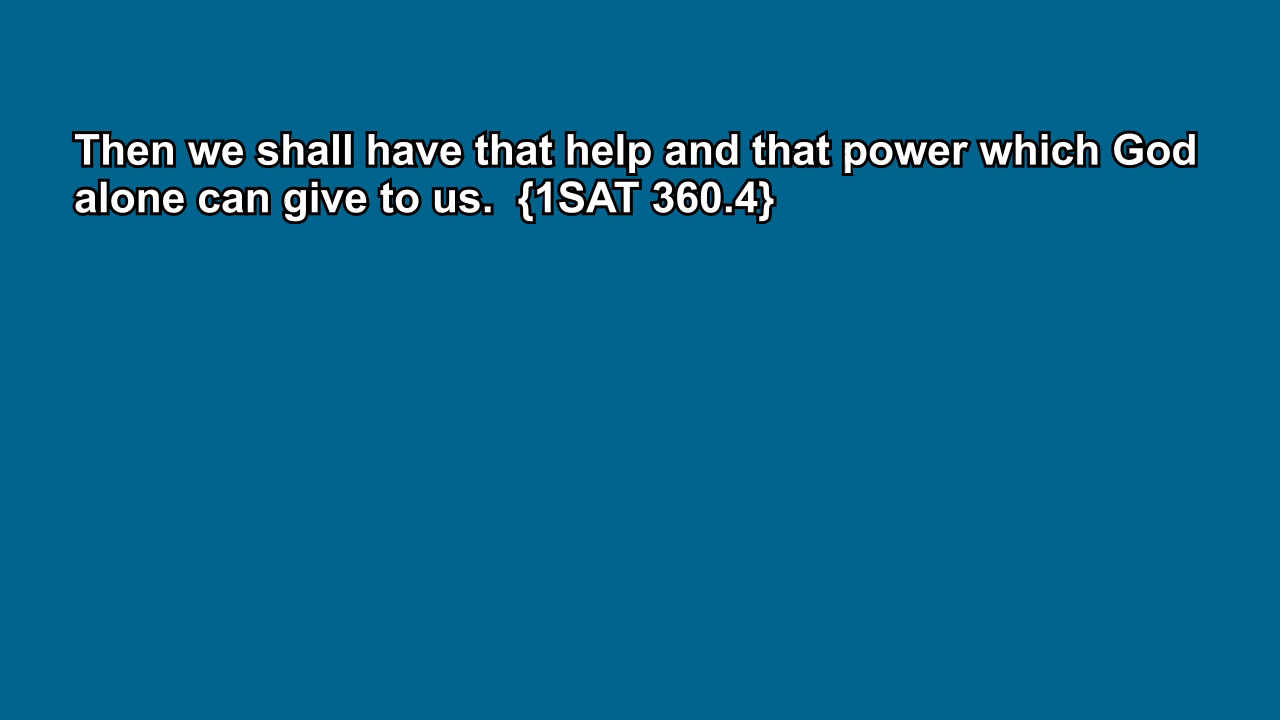 Then we shall have that help and that power which God
alone can give to us.  {1SAT 360.4}